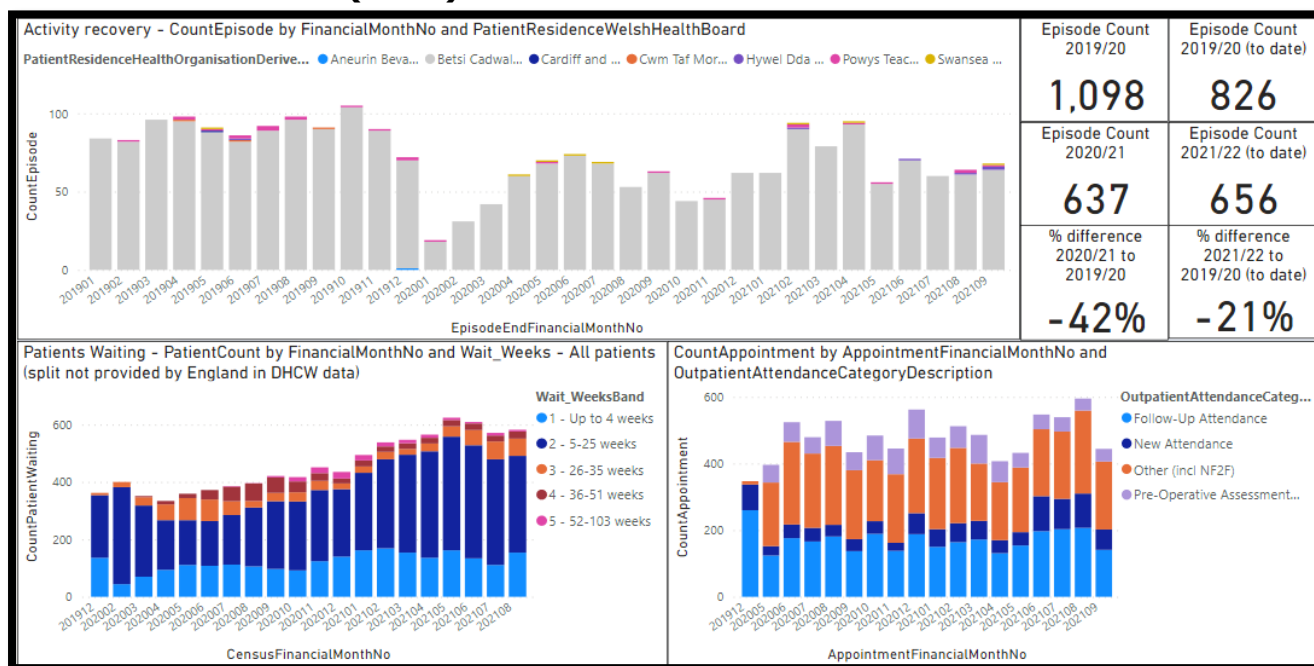 Activity recovery - CountEpisode by FinancialMonthNo and PatientResidenceWelshHealthBoard
PatientResidenceHealthOrganisationDerive... Aneurin Beva... Betsi Cadwal... Cardiff and ... Cwm Taf Mor... Hywel Dda ... Powys Teac... Swansea ...
CountEpisode
100
50
0
201901 201902 201903 201904 201905 201906 201907 201908 201909 201910 201911 201912 202001 202002 202003 202004 202005 202006 202007 202008 202009 202010 202011 202012 202101 202102 202103 202104 202105 202106 202107 202108 202109
EpisodeEndFinancialMonthNo
Episode Count
2019/20
1,098
Episode Count
2019/20 (to date)
826
Episode Count
2020/21
637
Episode Count
2021/22 (to date)
656
% difference
2020/21 to
2019/20
-42%
% difference
2021/22 to
2019/20 (to date)
-21%
Patients Waiting - PatientCount by FinancialMonthNo and Wait_Weeks - All patients
(split not provided by England in DHCW data)
CountPatientWaiting
600
400
200
0
201912 202002 202003 202004 202005 202006 202007 202008 202009 202010 202011 202012 202101 202102 202103 202104 202105 202106 202107 202108
CensusFinancialMonthNo
Wait_WeeksBand
1 - Up to 4 weeks
2 - 5-25 weeks
3 - 26-35 weeks
4 - 36-51 weeks
5 - 52-103 weeks
CountAppointment by AppointmentFinancialMonthNo and
OutpatientAttendanceCategoryDescription
CountAppointment
600
400
200
0
201912 202005 202006 202007 202008 202009 202010 202011 202012 202101 202102 202103 202104 202105 202106 202107 202108 202109
AppointmentFinancialMonthNo
OutpatientAttendanceCateg...
Follow-Up Attendance
New Attendance
Other (incl NF2F)
Pre-Operative Assessment...